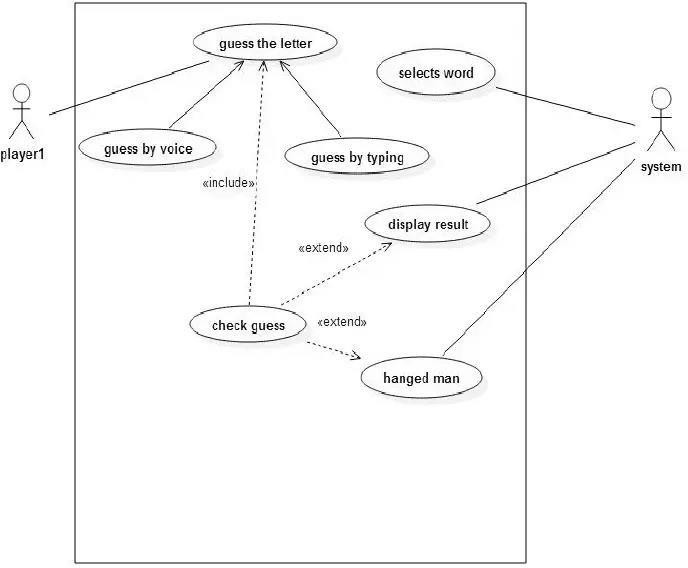 guess the letter
selects word
player1
guess by voice
guess by typing
system
«include»
display result
«extend»
check guess
«extend»
hanged man